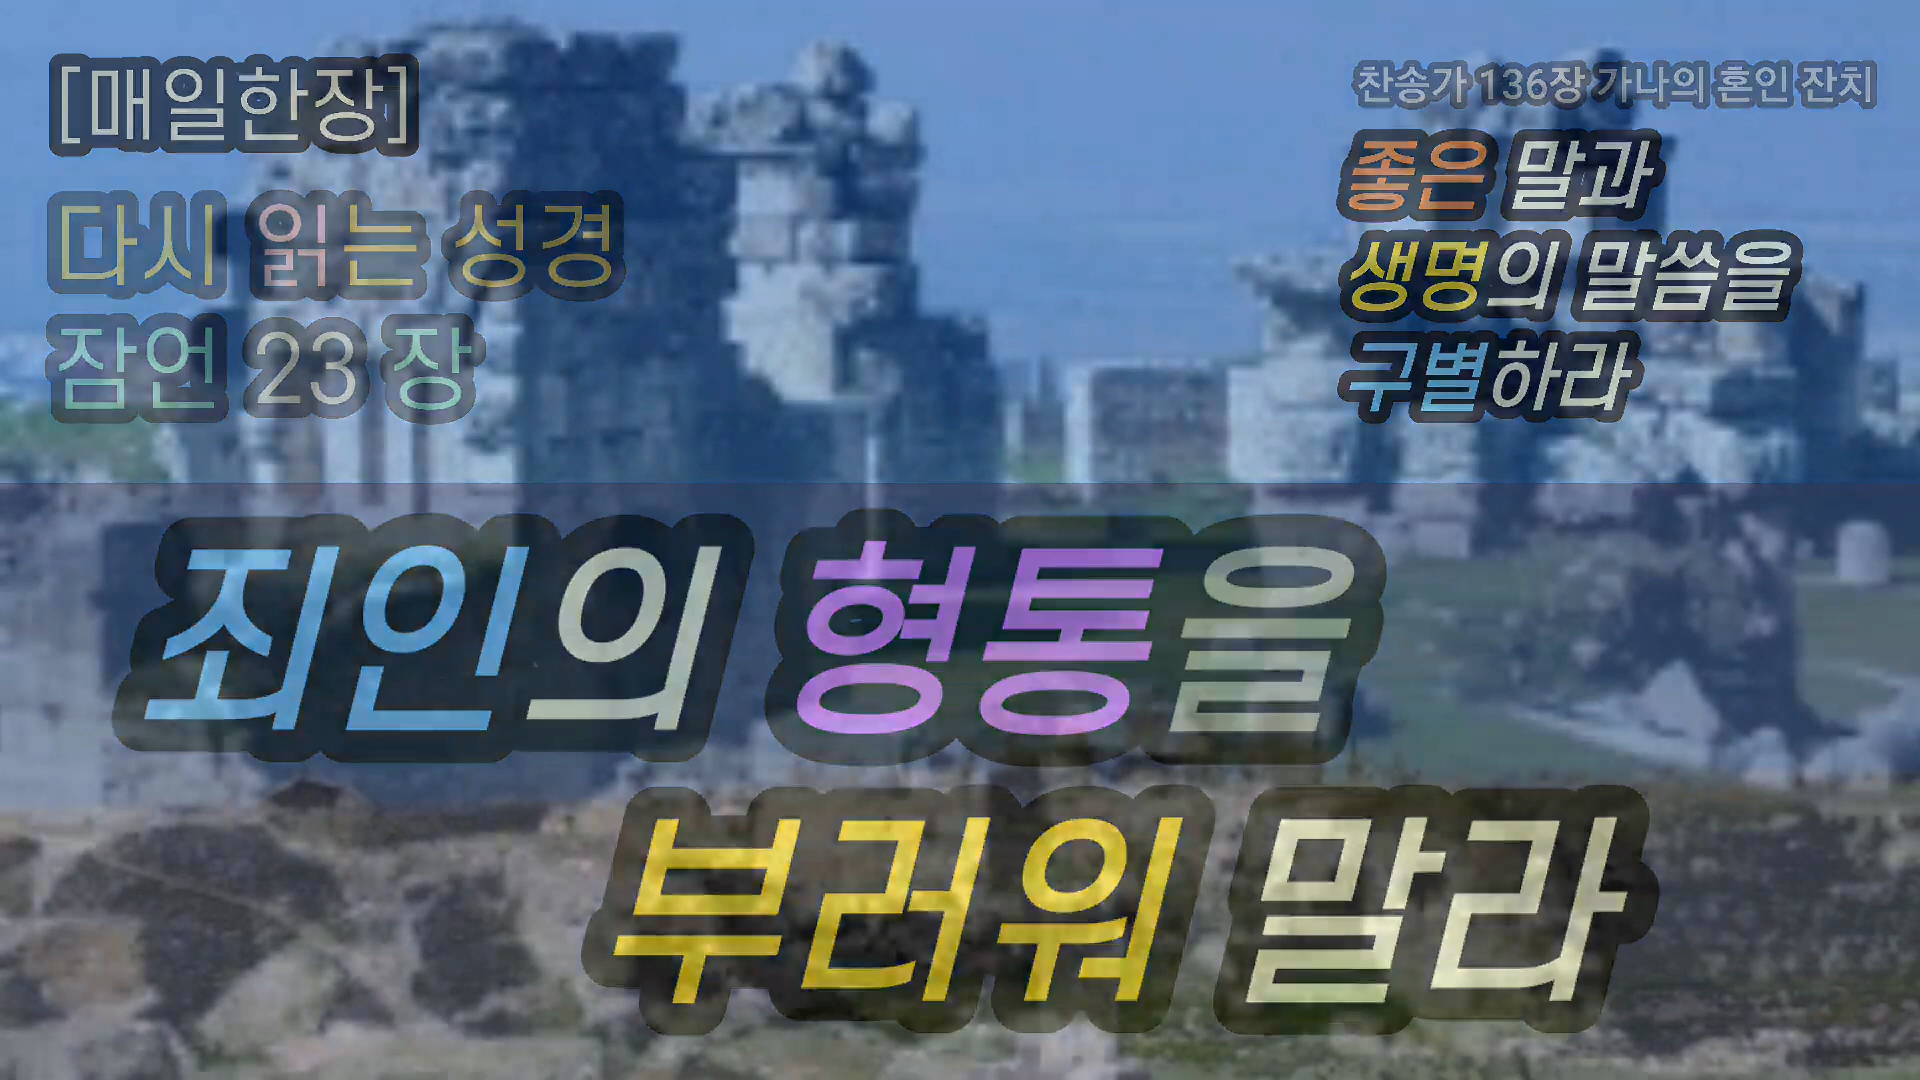 [매일한장]
다시 읽는 성경
잠언 23 장
찬송가 136장 가나의 혼인 잔치
좋은 말과
생명의 말씀을
구별하라
죄인의 형통을
부러워 말라